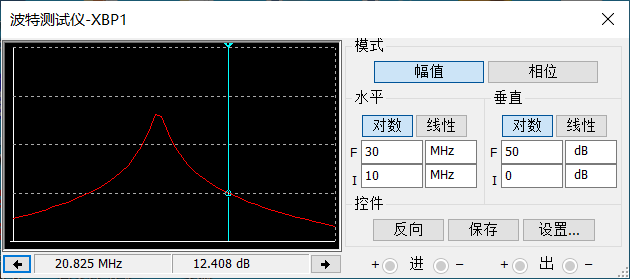 波特测试仪-XBP1
模式
幅值 相位
水平 垂直
对数 线性 对数 线性
F 30 MHz F 50 dB
I 10 MHz I 0 dB
控件
反向 保存 设置...
20.825 MHz 12.408 dB
+ 进 − + 出 −